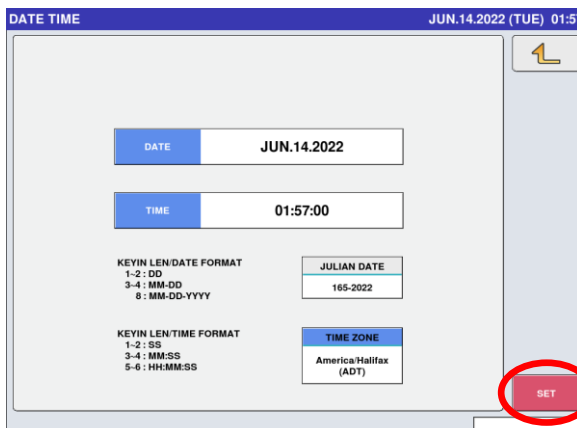 DATE TIME
JUN.14.2022 (TUE) 01:5
DATE
JUN.14.2022
TIME
01:57:00
KEYIN LEN/DATE FORMAT
1~2 : DD
3~4 : MM-DD
8 : MM-DD-YYYY
JULIAN DATE
165-2022
KEYIN LEN/TIME FORMAT
1~2 : SS
3~4 : MM:SS
5~6 : HH:MM:SS
TIME ZONE
America/Halifax
(ADT)
SET